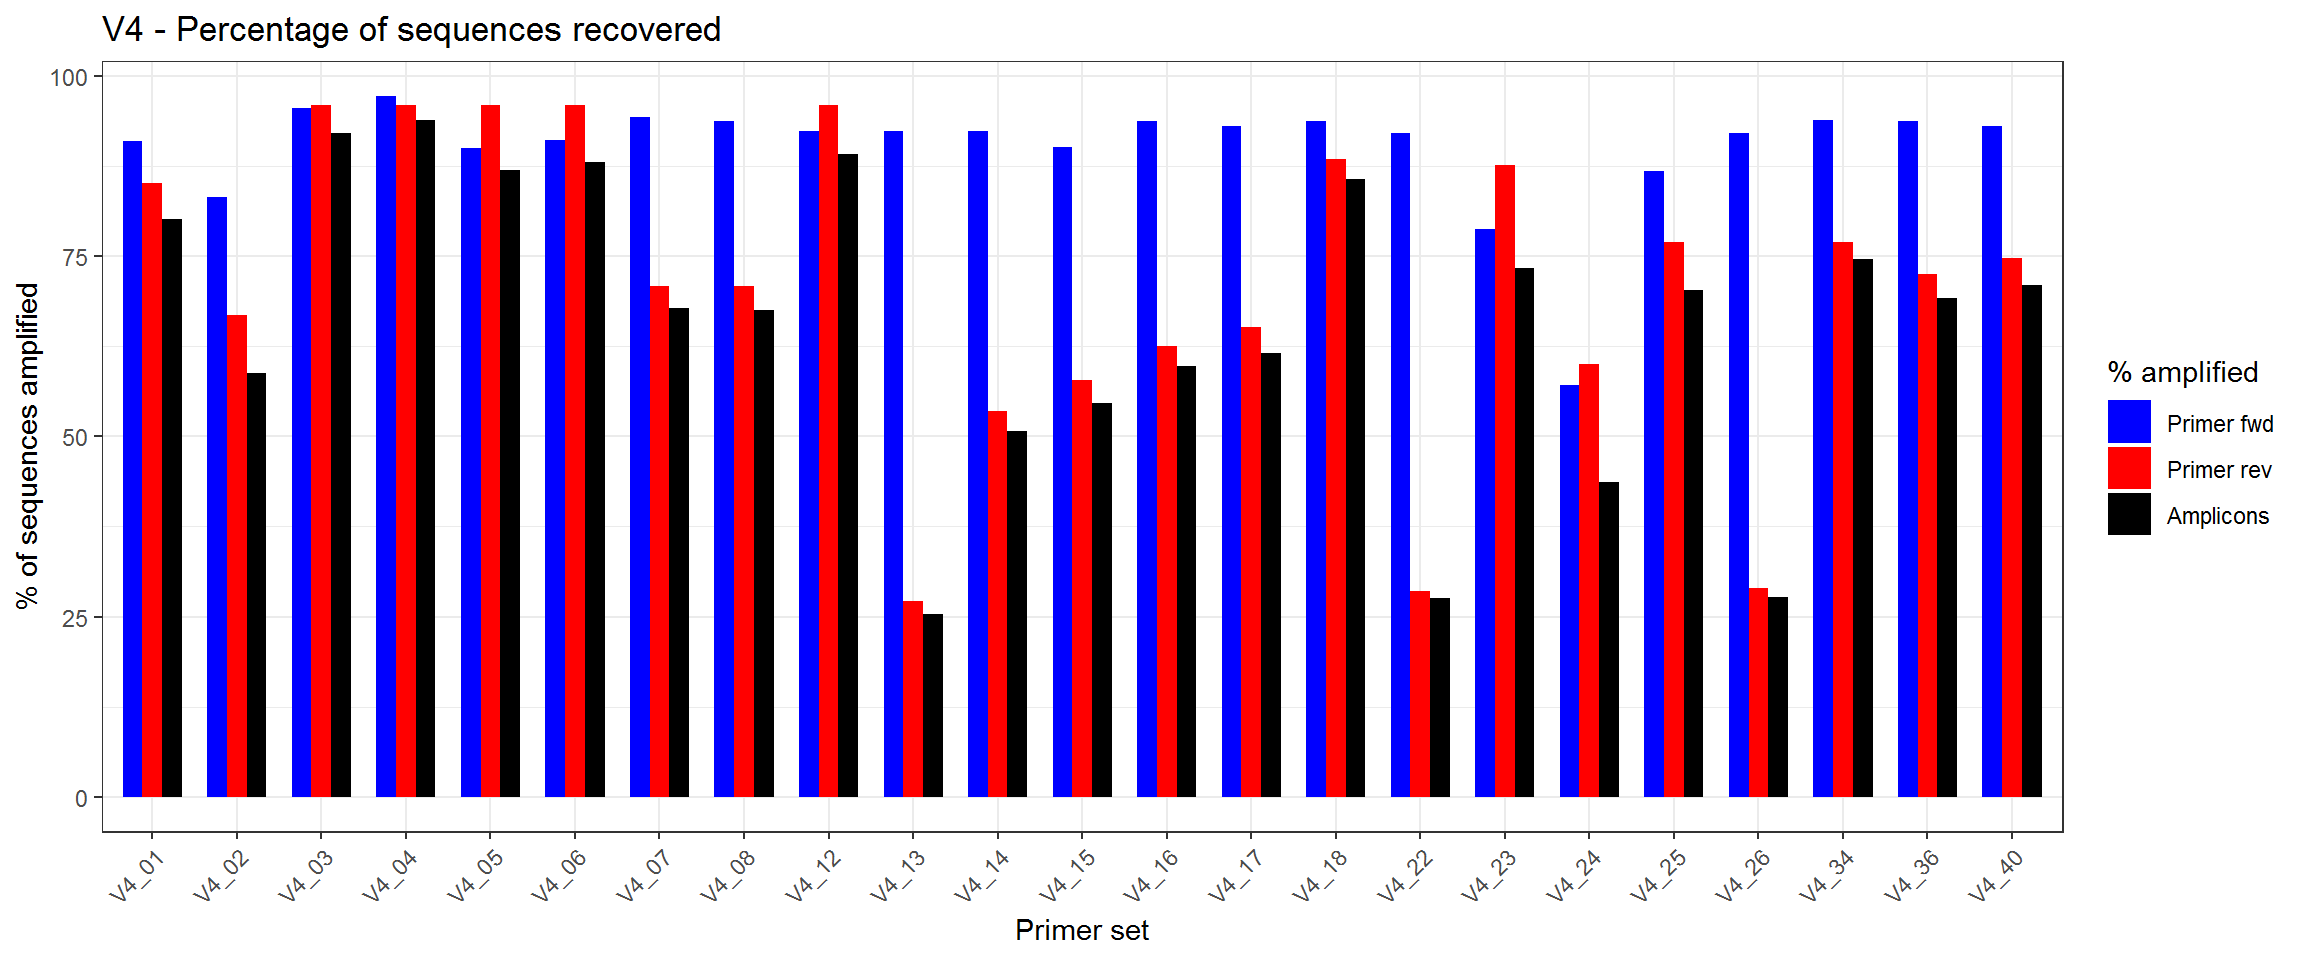 V4 - Percentage of sequences recovered
% of sequences amplified
100
75
50
25
0
V4_01 V4_02 V4_03 V4_04 V4_05 V4_06 V4_07 V4_08 V4_12 V4_13 V4_14 V4_15 V4_16 V4_17 V4_18 V4_22 V4_23 V4_24 V4_25 V4_26 V4_34 V4_36 V4_40
Primer set
% amplified
Primer fwd
Primer rev
Amplicons